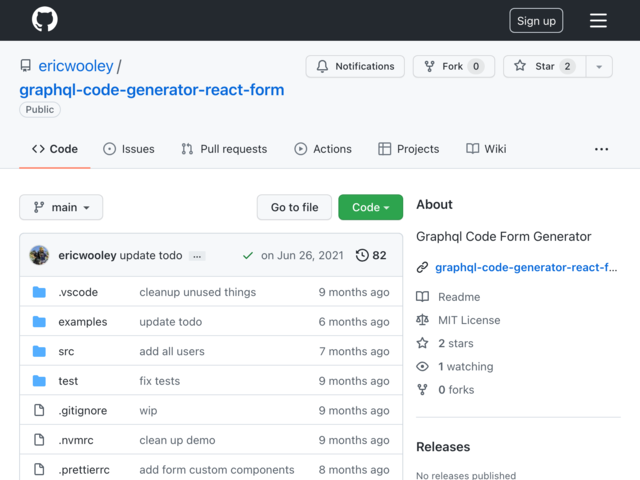 Sign up
ericwooley /
graphql-code-generator-react-form
Public
Notifications
Fork 0
Star 2
Code
Issues
Pull requests
Actions
Projects
Wiki
main
Go to file
Code
ericwooley update todo
on Jun 26, 2021
82
.vscode cleanup unused things 9 months ago
examples update todo 6 months ago
src add all users 7 months ago
test fix tests 9 months ago
.gitignore wip 9 months ago
.nvmrc clean up demo 9 months ago
.prettierrc add form custom components 8 months ago
About
Graphql Code Form Generator
graphql-code-generator-react-f...
Readme
MIT License
2 stars
1 watching
0 forks
Releases
No releases published